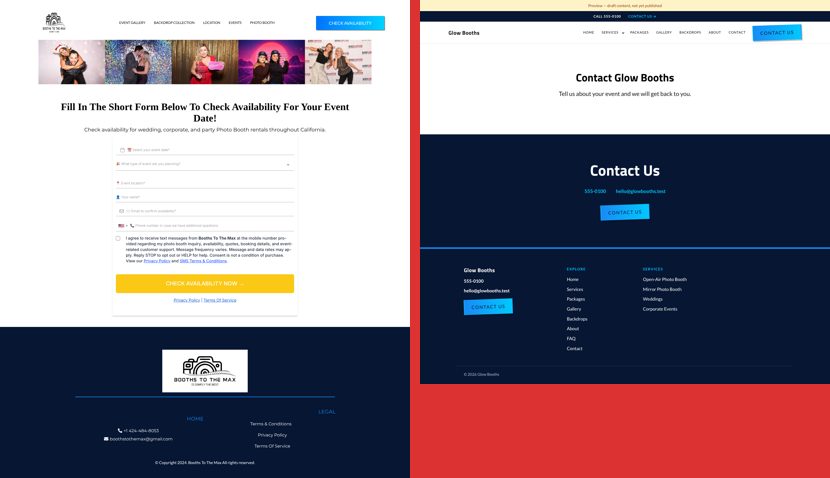 BOOTHS TO THE MAX
EVENT GALLERY
BACKDROP COLLECTION
LOCATION
EVENTS
PHOTO BOOTH
CHECK AVAILABILITY
Fill In The Short Form Below To Check Availability For Your Event
Date!
Check availability for wedding, corporate, and party Photo Booth rentals throughout California.
Select your event date?
What type of event are you planning?
Event location?
Your name?
Email to confirm availability?
Phone number in case we have additional questions
I agree to receive text messages from Booths To The Max at the mobile number pro-
vided regarding my photo booth inquiry, availability, quotes, booking details, and event-
related customer support. Message frequency varies. Message and data rates may ap-
ply. Reply STOP to opt out or HELP for help. Consent is not a condition of purchase.
View our Privacy Policy and SMS Terms & Conditions.
CHECK AVAILABILITY NOW
Privacy Policy | Terms Of Service
BOOTHS TO THE MAX
HOME
+1 424-484-8053
boothstothemax@gmail.com
LEGAL
Terms & Conditions
Privacy Policy
Terms Of Service
© Copyright 2024. Booths To The Max All rights reserved.
Preview — draft content, not yet published
CALL 555-0100
CONTACT US →
Glow Booths
HOME
SERVICES
PACKAGES
GALLERY
BACKDROPS
ABOUT
CONTACT
CONTACT US
Contact Glow Booths
Tell us about your event and we will get back to you.
Contact Us
555-0100
hello@glowbooths.test
CONTACT US
Glow Booths
555-0100
hello@glowbooths.test
CONTACT US
EXPLORE
Home
Services
Packages
Gallery
Backdrops
About
FAQ
Contact
SERVICES
Open-Air Photo Booth
Mirror Photo Booth
Weddings
Corporate Events
© 2026 Glow Booths